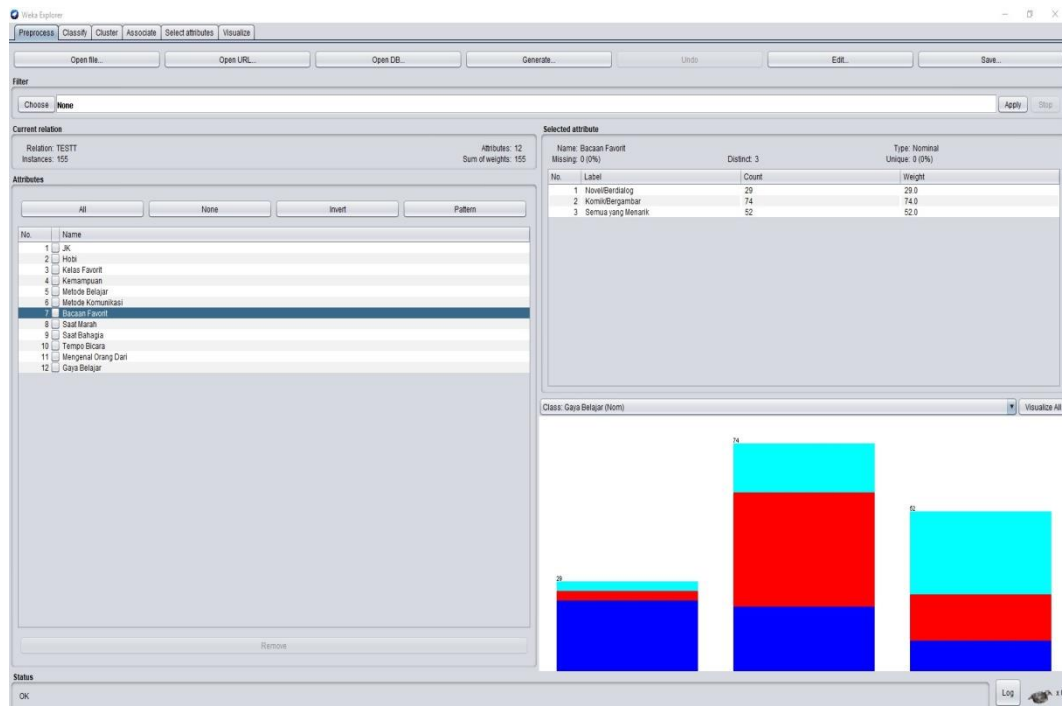 Weka Explorer
Preprocess Classify Cluster Associate Select attributes Visualize
Open file... Open URL... Open DB... Generate... Undo Edit... Save...
Filter
Choose None Apply Stop
Current relation
Relation: TESTT Attributes: 12
Instances: 155 Sum of weights: 155
Attributes
All None Invert Pattern
No. Name
1 JK
2 Hobi
3 Kelas Favorit
4 Kemampuan
5 Metode Belajar
6 Metode Komunikasi
7 Bacaan Favorit
8 Saat Marah
9 Saat Bahagia
10 Tempo Bicara
11 Mengenal Orang Dari
12 Gaya Belajar
Remove
Selected attribute
Name: Bacaan Favorit Type: Nominal
Missing: 0 (0%) Distinct: 3 Unique: 0 (0%)
No. Label Count Weight
1 Novel/Berdialog 29 29.0
2 Komik/Bergambar 74 74.0
3 Semua yang Menarik 52 52.0
Class: Gaya Belajar (Nom) Visualize All
74
52
29
Status
OK
Log